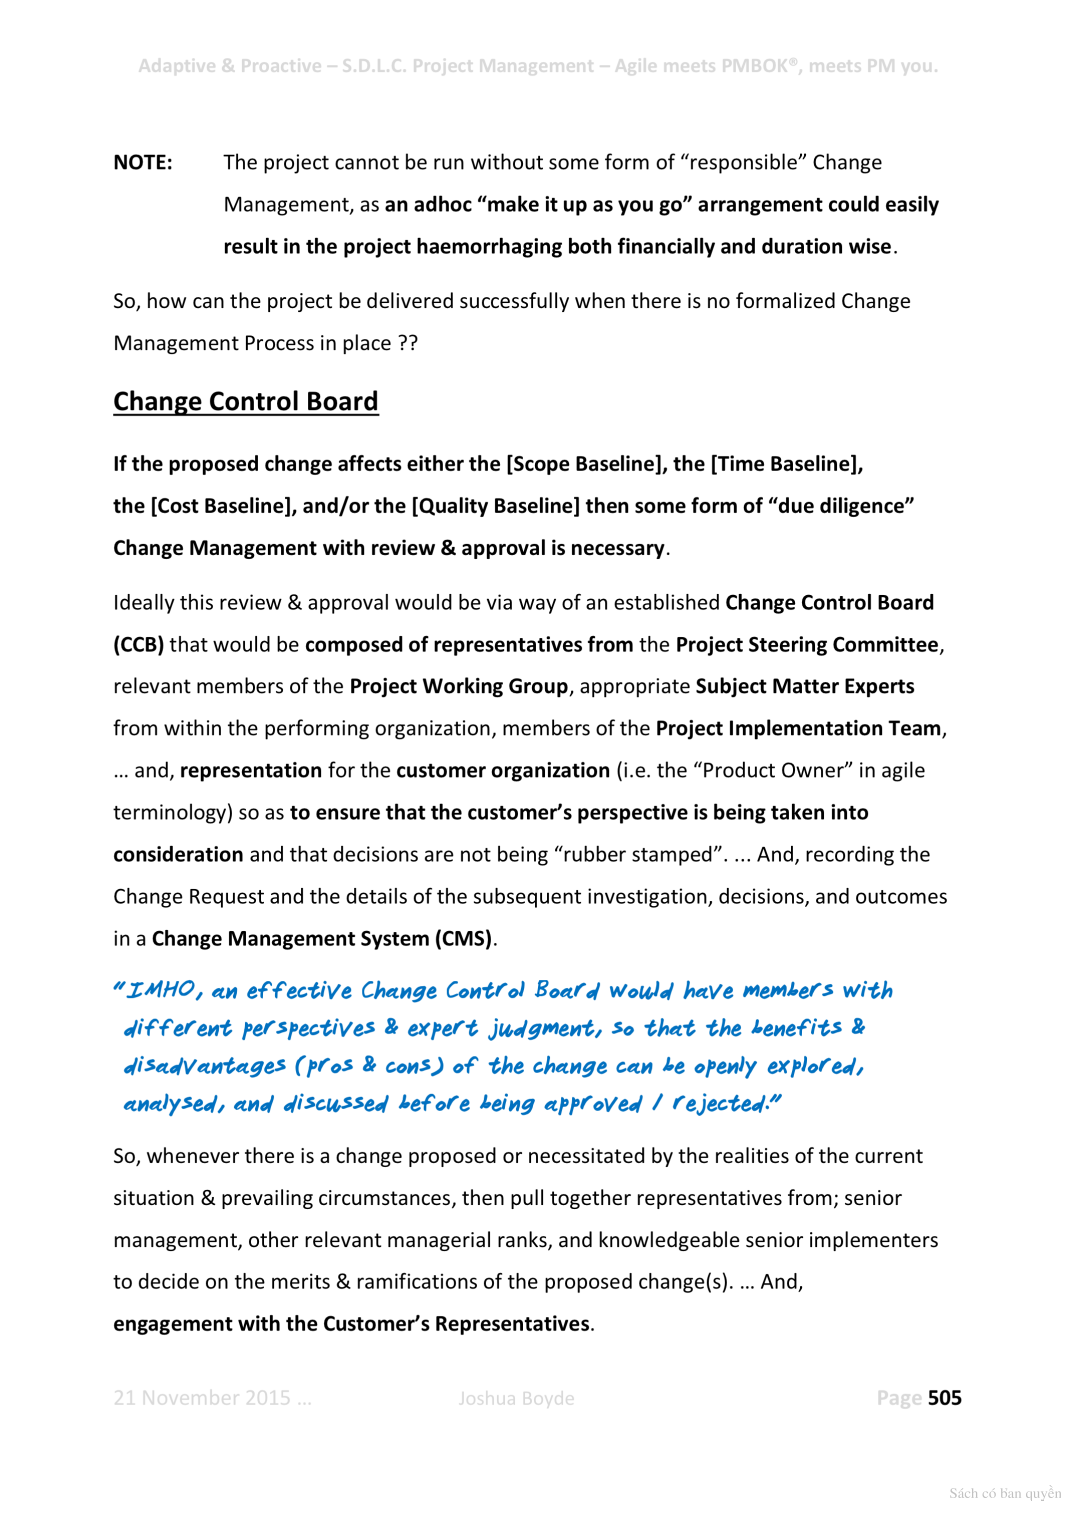 Adaptive & Proactive – S.D.L.C. Project Management – Agile meets PMBOK®, meets PM you.
NOTE: The project cannot be run without some form of “responsible” Change
Management, as an adhoc “make it up as you go” arrangement could easily
result in the project haemorrhaging both financially and duration wise.
So, how can the project be delivered successfully when there is no formalized Change
Management Process in place ??
Change Control Board
If the proposed change affects either the [Scope Baseline], the [Time Baseline],
the [Cost Baseline], and/or the [Quality Baseline] then some form of “due diligence”
Change Management with review & approval is necessary.
Ideally this review & approval would be via way of an established Change Control Board
(CCB) that would be composed of representatives from the Project Steering Committee,
relevant members of the Project Working Group, appropriate Subject Matter Experts
from within the performing organization, members of the Project Implementation Team,
… and, representation for the customer organization (i.e. the “Product Owner” in agile
terminology) so as to ensure that the customer’s perspective is being taken into
consideration and that decisions are not being “rubber stamped”. ... And, recording the
Change Request and the details of the subsequent investigation, decisions, and outcomes
in a Change Management System (CMS).
“IMHO, an effective Change Control Board would have members with
different perspectives & expert judgment, so that the benefits &
disadvantages (pros & cons) of the change can be openly explored,
analysed, and discussed before being approved / rejected.”
So, whenever there is a change proposed or necessitated by the realities of the current
situation & prevailing circumstances, then pull together representatives from; senior
management, other relevant managerial ranks, and knowledgeable senior implementers
to decide on the merits & ramifications of the proposed change(s). … And,
engagement with the Customer’s Representatives.
21 November 2015 … Joshua Boyde Page 505
Sách có bản quyền